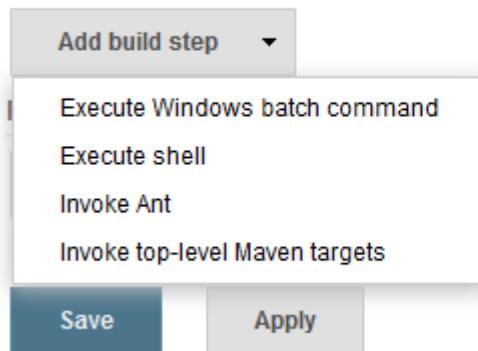 Add build step
Execute Windows batch command
Execute shell
Invoke Ant
Invoke top-level Maven targets
Save
Apply